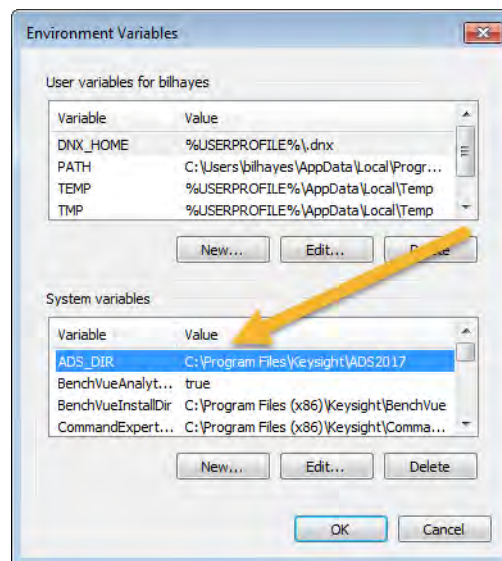 Environment Variables
User variables for bilhayes
Variable Value
DNX_HOME %USERPROFILE%\.dnx
PATH C:\Users\bilhayes\AppData\Local\Progr...
TEMP %USERPROFILE%\AppData\Local\Temp
TMP %USERPROFILE%\AppData\Local\Temp
New... Edit... Delete
System variables
Variable Value
ADS_DIR C:\Program Files\Keysight\ADS2017
BenchVueAnalyt... true
BenchVueInstallDir C:\Program Files (x86)\Keysight\BenchVue
CommandExpert... C:\Program Files (x86)\Keysight\Comma...
New... Edit... Delete
OK Cancel